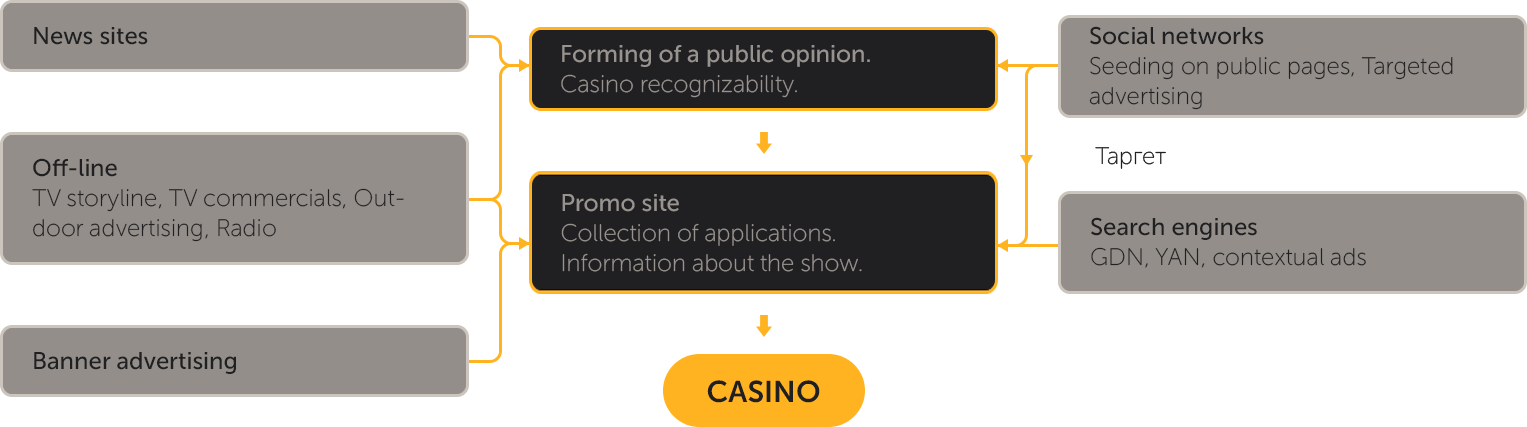 News sites
Off-line
TV storyline, TV commercials, Out-
door advertising, Radio
Banner advertising
Forming of a public opinion.
Casino recognizability.
Promo site
Collection of applications.
Information about the show.
CASINO
Social networks
Seeding on public pages, Targeted
advertising
Таргет
Search engines
GDN, YAN, contextual ads